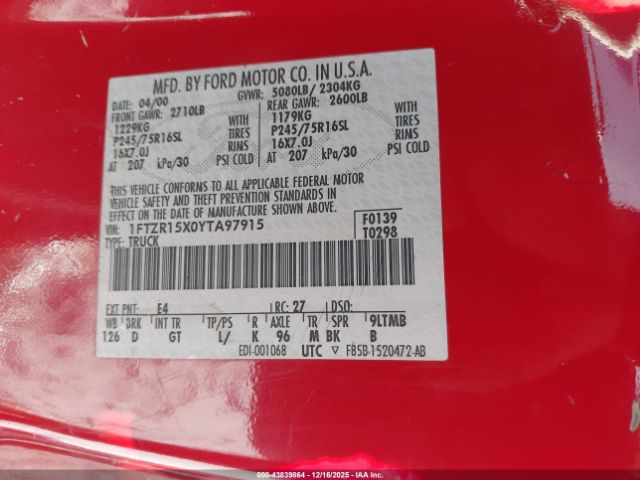 MFD. BY FORD MOTOR CO. IN U.S.A.
DATE: 04/00 GVWR: 5080LB/ 2304KG
FRONT GAWR: 2710LB REAR GAWR: 2600LB
1229KG WITH 1179KG WITH
P245/75R16SL TIRES P245/75R16SL TIRES
16X7.0J RIMS 16X7.0J RIMS
AT 207 kPa/30 PSI COLD AT 207 kPa/30 PSI COLD
THIS VEHICLE CONFORMS TO ALL APPLICABLE FEDERAL MOTOR
VEHICLE SAFETY AND THEFT PREVENTION STANDARDS IN
EFFECT ON THE DATE OF MANUFACTURE SHOWN ABOVE.
VIN: 1FTZR15X0YTA97915 F0139
TYPE: TRUCK T0298
EXT PNT: E4 RC: 27 DSO:
WB BRK INT TR TP/PS R AXLE TR SPR 9LTMB
126 D GT L/ K 96 M BK B
EDI-001068 UTC ▽ F85B-1520472-AB
00-43839864 | 12/16/2025 | IAAI.COM